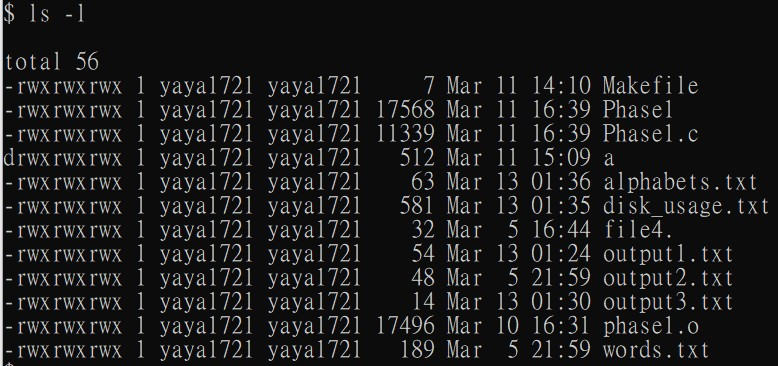 $ ls -l
total 56
-rwxrwxrwx 1 yaya1721 yaya1721 7 Mar 11 14:10 Makefile
-rwxrwxrwx 1 yaya1721 yaya1721 17568 Mar 11 16:39 Phase1
-rwxrwxrwx 1 yaya1721 yaya1721 11339 Mar 11 16:39 Phase1.c
drwxrwxrwx 1 yaya1721 yaya1721 512 Mar 11 15:09 a
-rwxrwxrwx 1 yaya1721 yaya1721 63 Mar 13 01:36 alphabets.txt
-rwxrwxrwx 1 yaya1721 yaya1721 581 Mar 13 01:35 disk_usage.txt
-rwxrwxrwx 1 yaya1721 yaya1721 32 Mar 5 16:44 file4.
-rwxrwxrwx 1 yaya1721 yaya1721 54 Mar 13 01:24 output1.txt
-rwxrwxrwx 1 yaya1721 yaya1721 48 Mar 5 21:59 output2.txt
-rwxrwxrwx 1 yaya1721 yaya1721 14 Mar 13 01:30 output3.txt
-rwxrwxrwx 1 yaya1721 yaya1721 17496 Mar 10 16:31 phase1.o
-rwxrwxrwx 1 yaya1721 yaya1721 189 Mar 5 21:59 words.txt